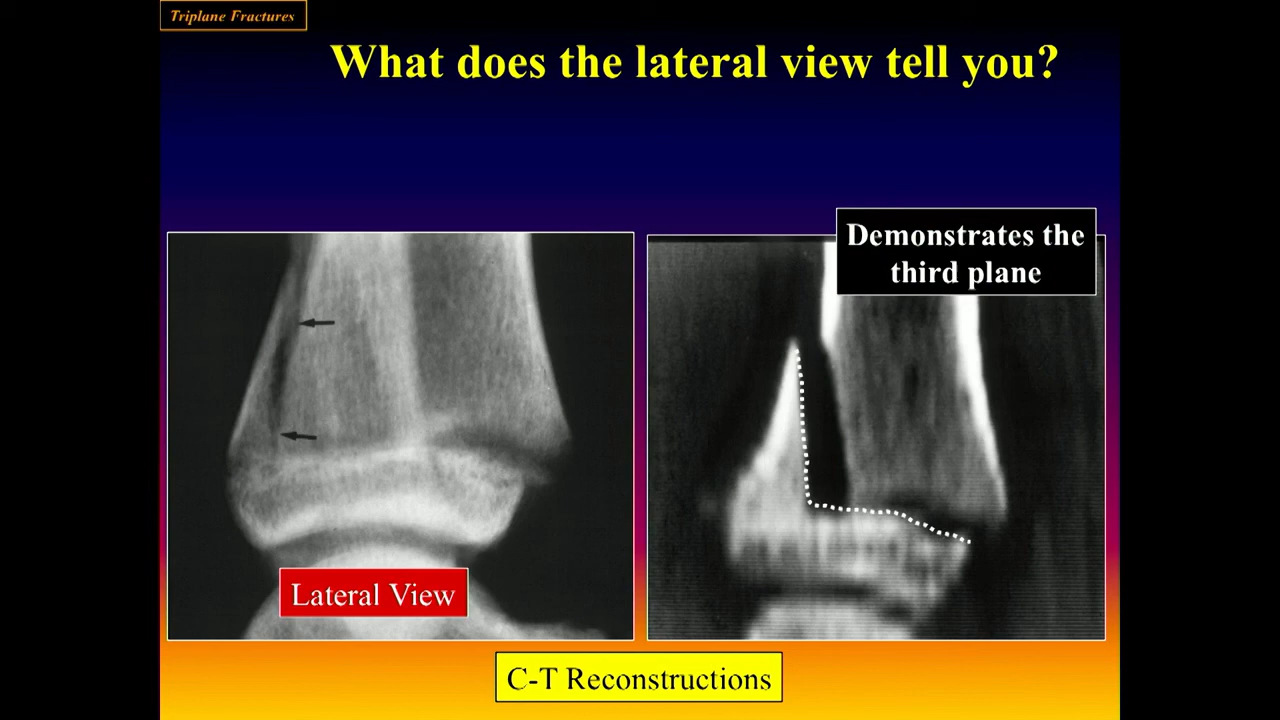 Triplane Fractures
What does the lateral view tell you?
Demonstrates the
third plane
Lateral View
C-T Reconstructions